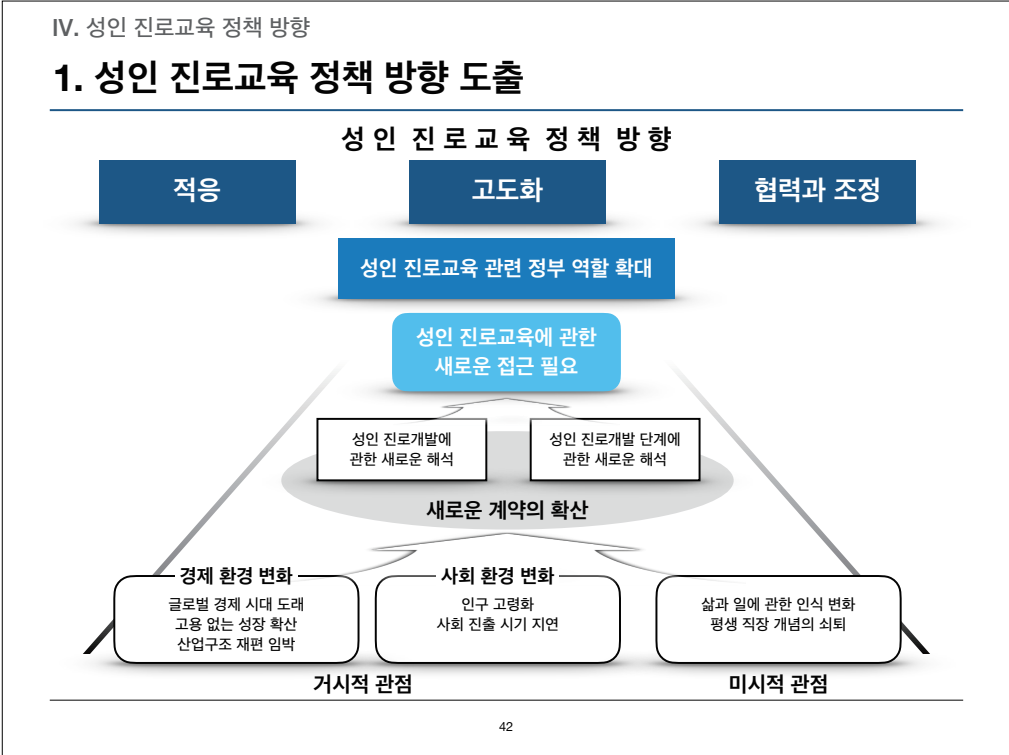 IV. 성인 진로교육 정책 방향
1. 성인 진로교육 정책 방향 도출
성인 진로교육 정책 방향
적응
고도화
협력과 조정
성인 진로교육 관련 정부 역할 확대
성인 진로교육에 관한
새로운 접근 필요
성인 진로개발에
관한 새로운 해석
성인 진로개발 단계에
관한 새로운 해석
새로운 계약의 확산
경제 환경 변화
글로벌 경제 시대 도래
고용 없는 성장 확산
산업구조 재편 임박
사회 환경 변화
인구 고령화
사회 진출 시기 지연
삶과 일에 관한 인식 변화
평생 직장 개념의 쇠퇴
거시적 관점
미시적 관점
42